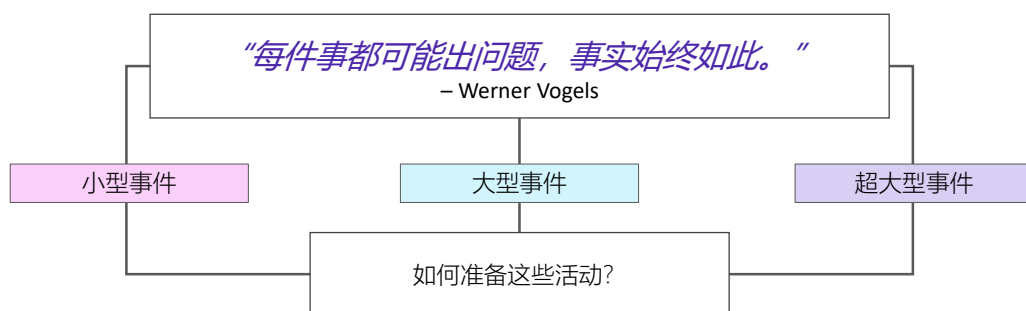 “每件事都可能出问题，事实始终如此。”
– Werner Vogels
小型事件
大型事件
超大型事件
如何准备这些活动?